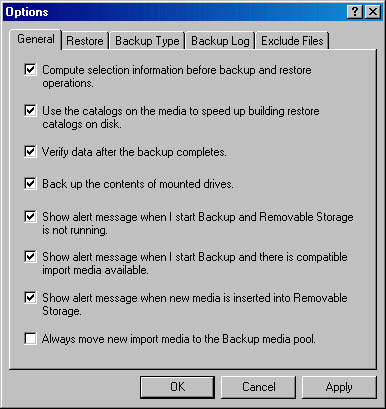 Options
General Restore Backup Type Backup Log Exclude Files
Compute selection information before backup and restore
operations.
Use the catalogs on the media to speed up building restore
catalogs on disk.
Verify data after the backup completes.
Back up the contents of mounted drives.
Show alert message when I start Backup and Removable Storage
is not running.
Show alert message when I start Backup and there is compatible
import media available.
Show alert message when new media is inserted into Removable
Storage.
Always move new import media to the Backup media pool.
OK Cancel Apply